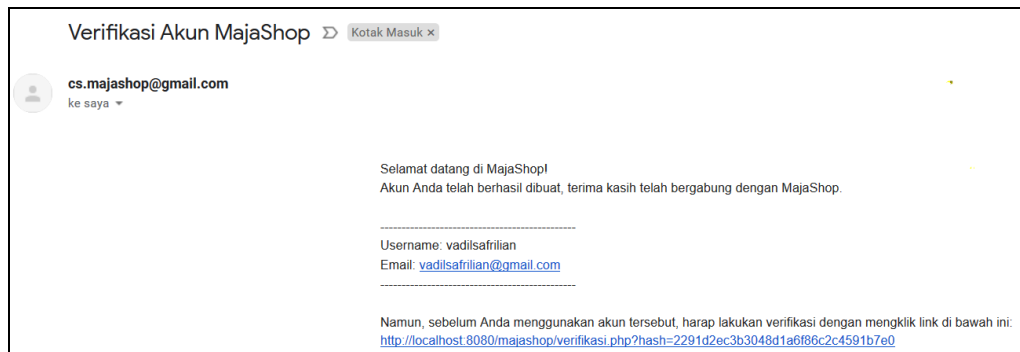 Verifikasi Akun MajaShop Kotak Masuk ×
cs.majashop@gmail.com
ke saya
Selamat datang di MajaShop!
Akun Anda telah berhasil dibuat, terima kasih telah bergabung dengan MajaShop.
----------------------------------------------
Username: vadilsafrilian
Email: vadilsafrilian@gmail.com
----------------------------------------------
Namun, sebelum Anda menggunakan akun tersebut, harap lakukan verifikasi dengan mengklik link di bawah ini:
http://localhost:8080/majashop/verifikasi.php?hash=2291d2ec3b3048d1a6f86c2c4591b7e0